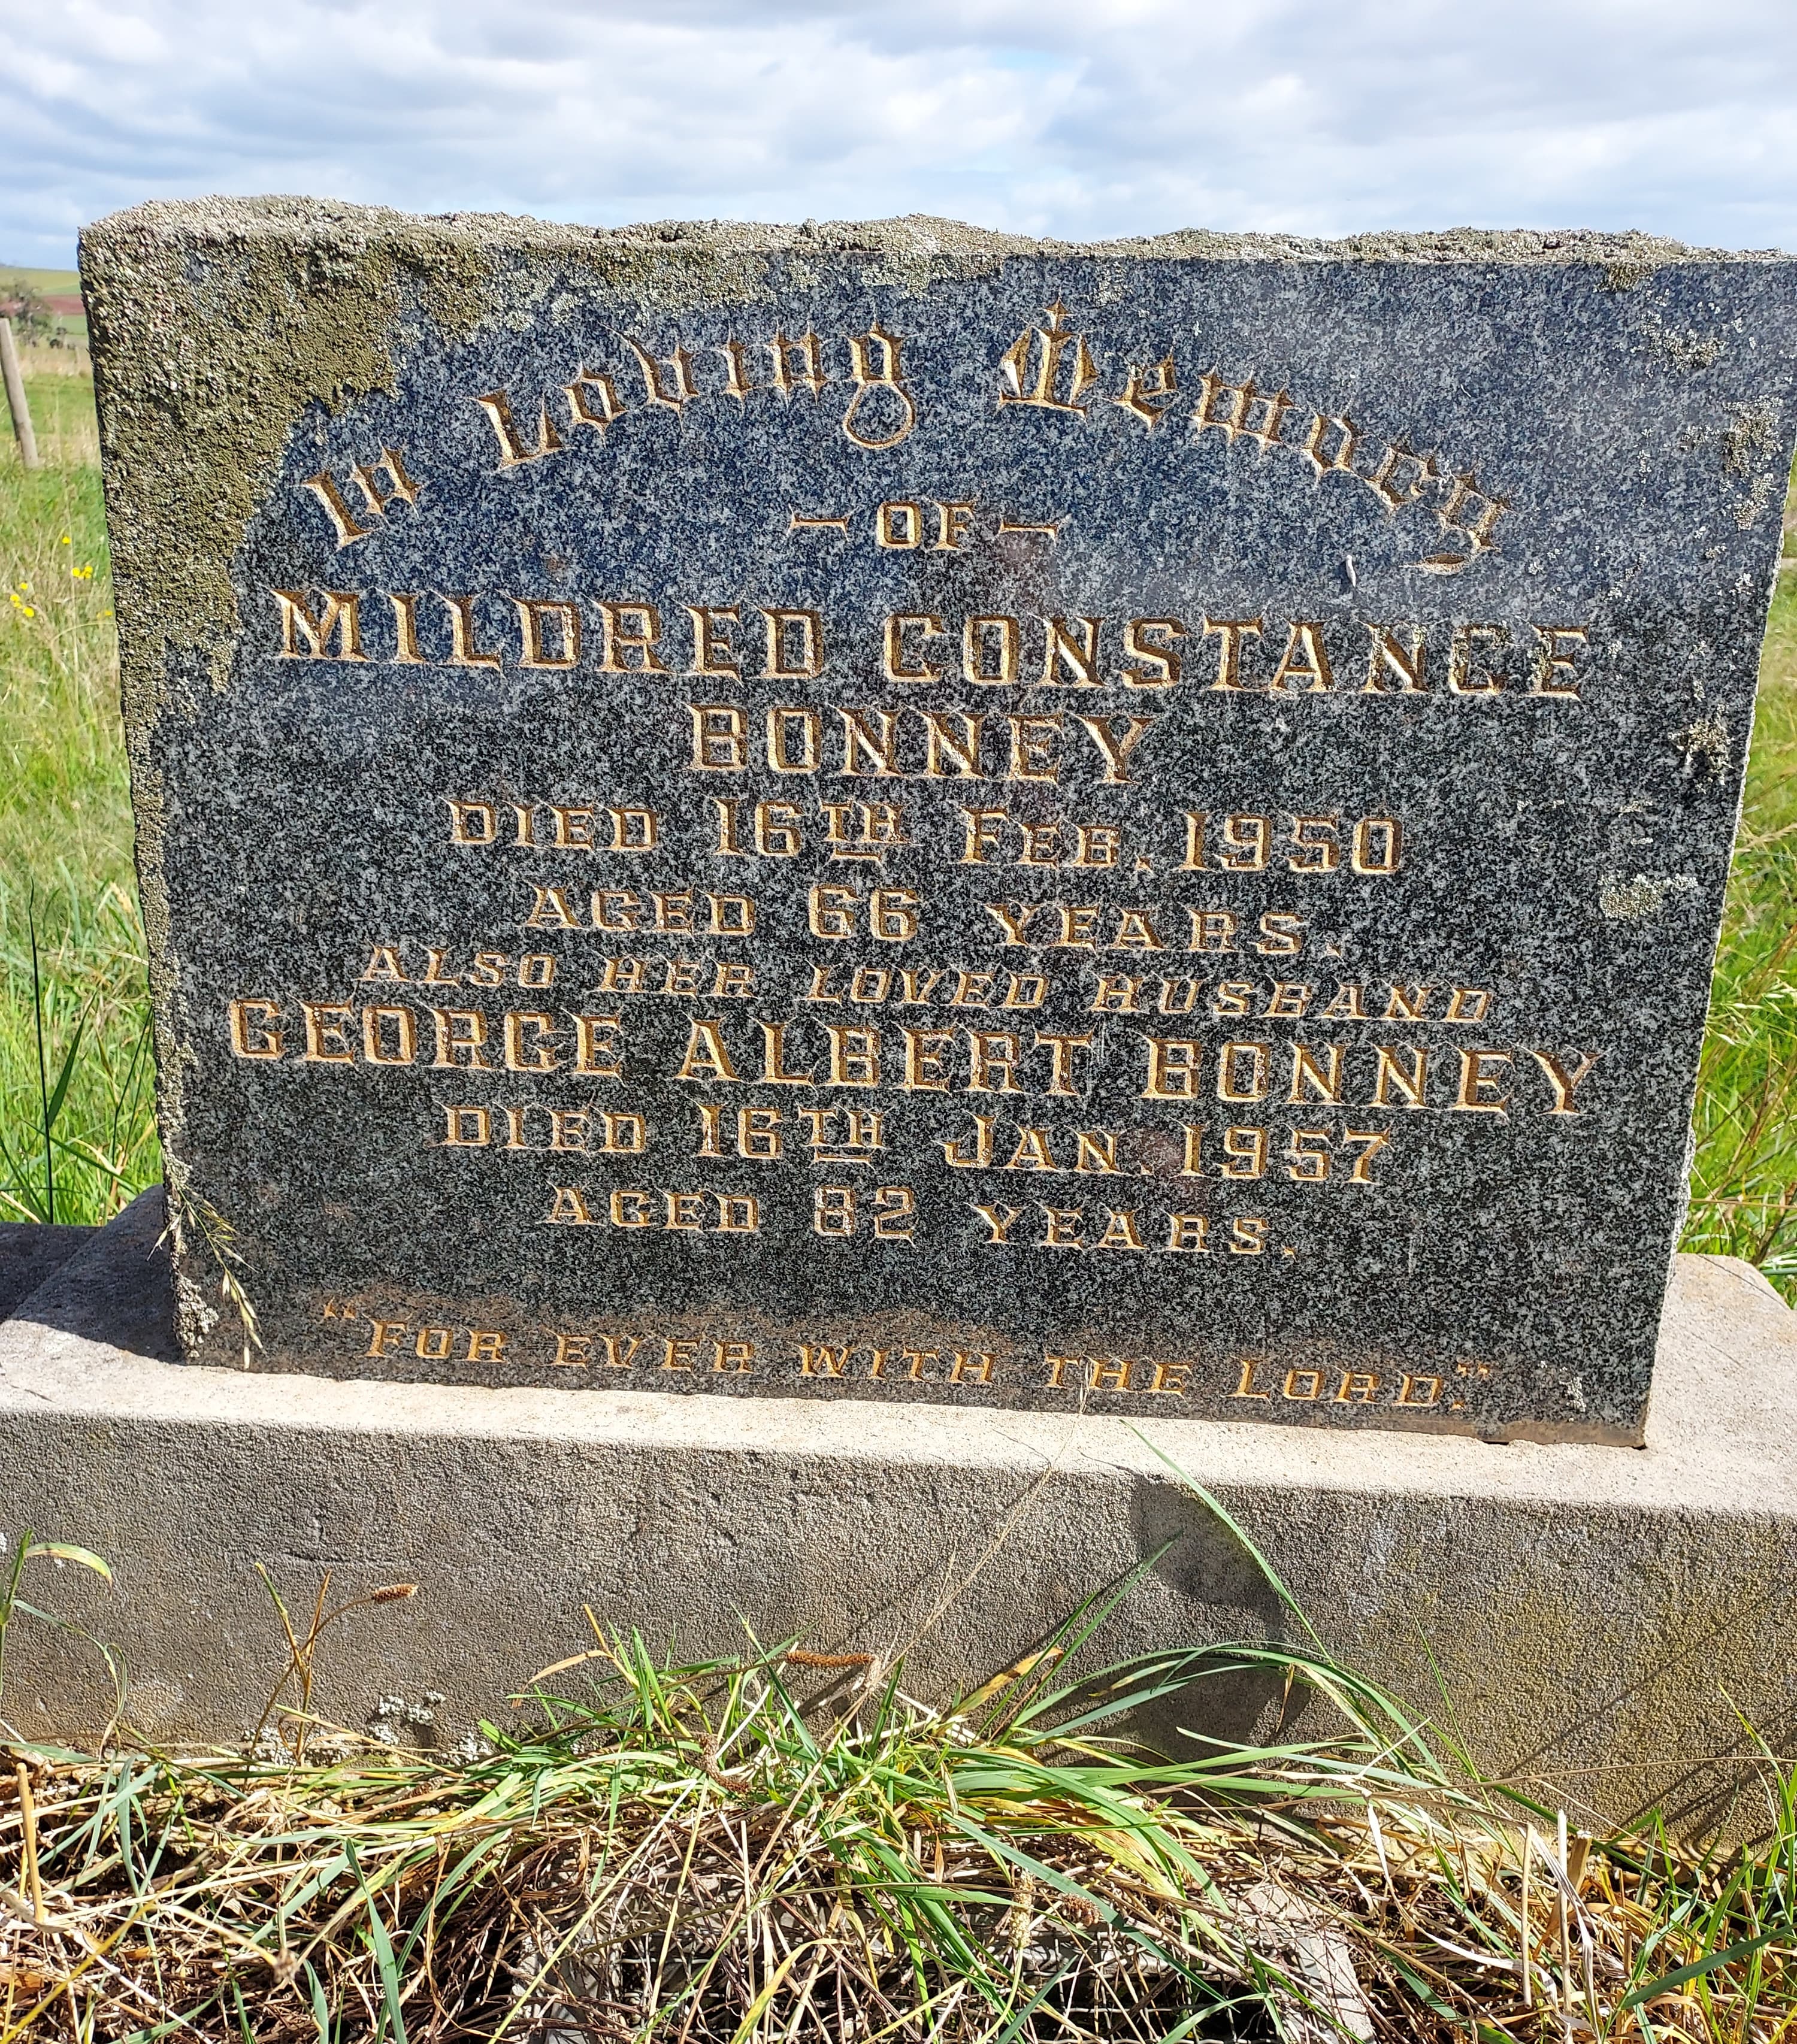 In Loving Memory
— OF —
MILDRED CONSTANCE
BONNEY
DIED 16TH FEB. 1950
AGED 66 YEARS.
ALSO HER LOVED HUSBAND
GEORGE ALBERT BONNEY
DIED 16TH JAN. 1957
AGED 82 YEARS.
"FOR EVER WITH THE LORD."